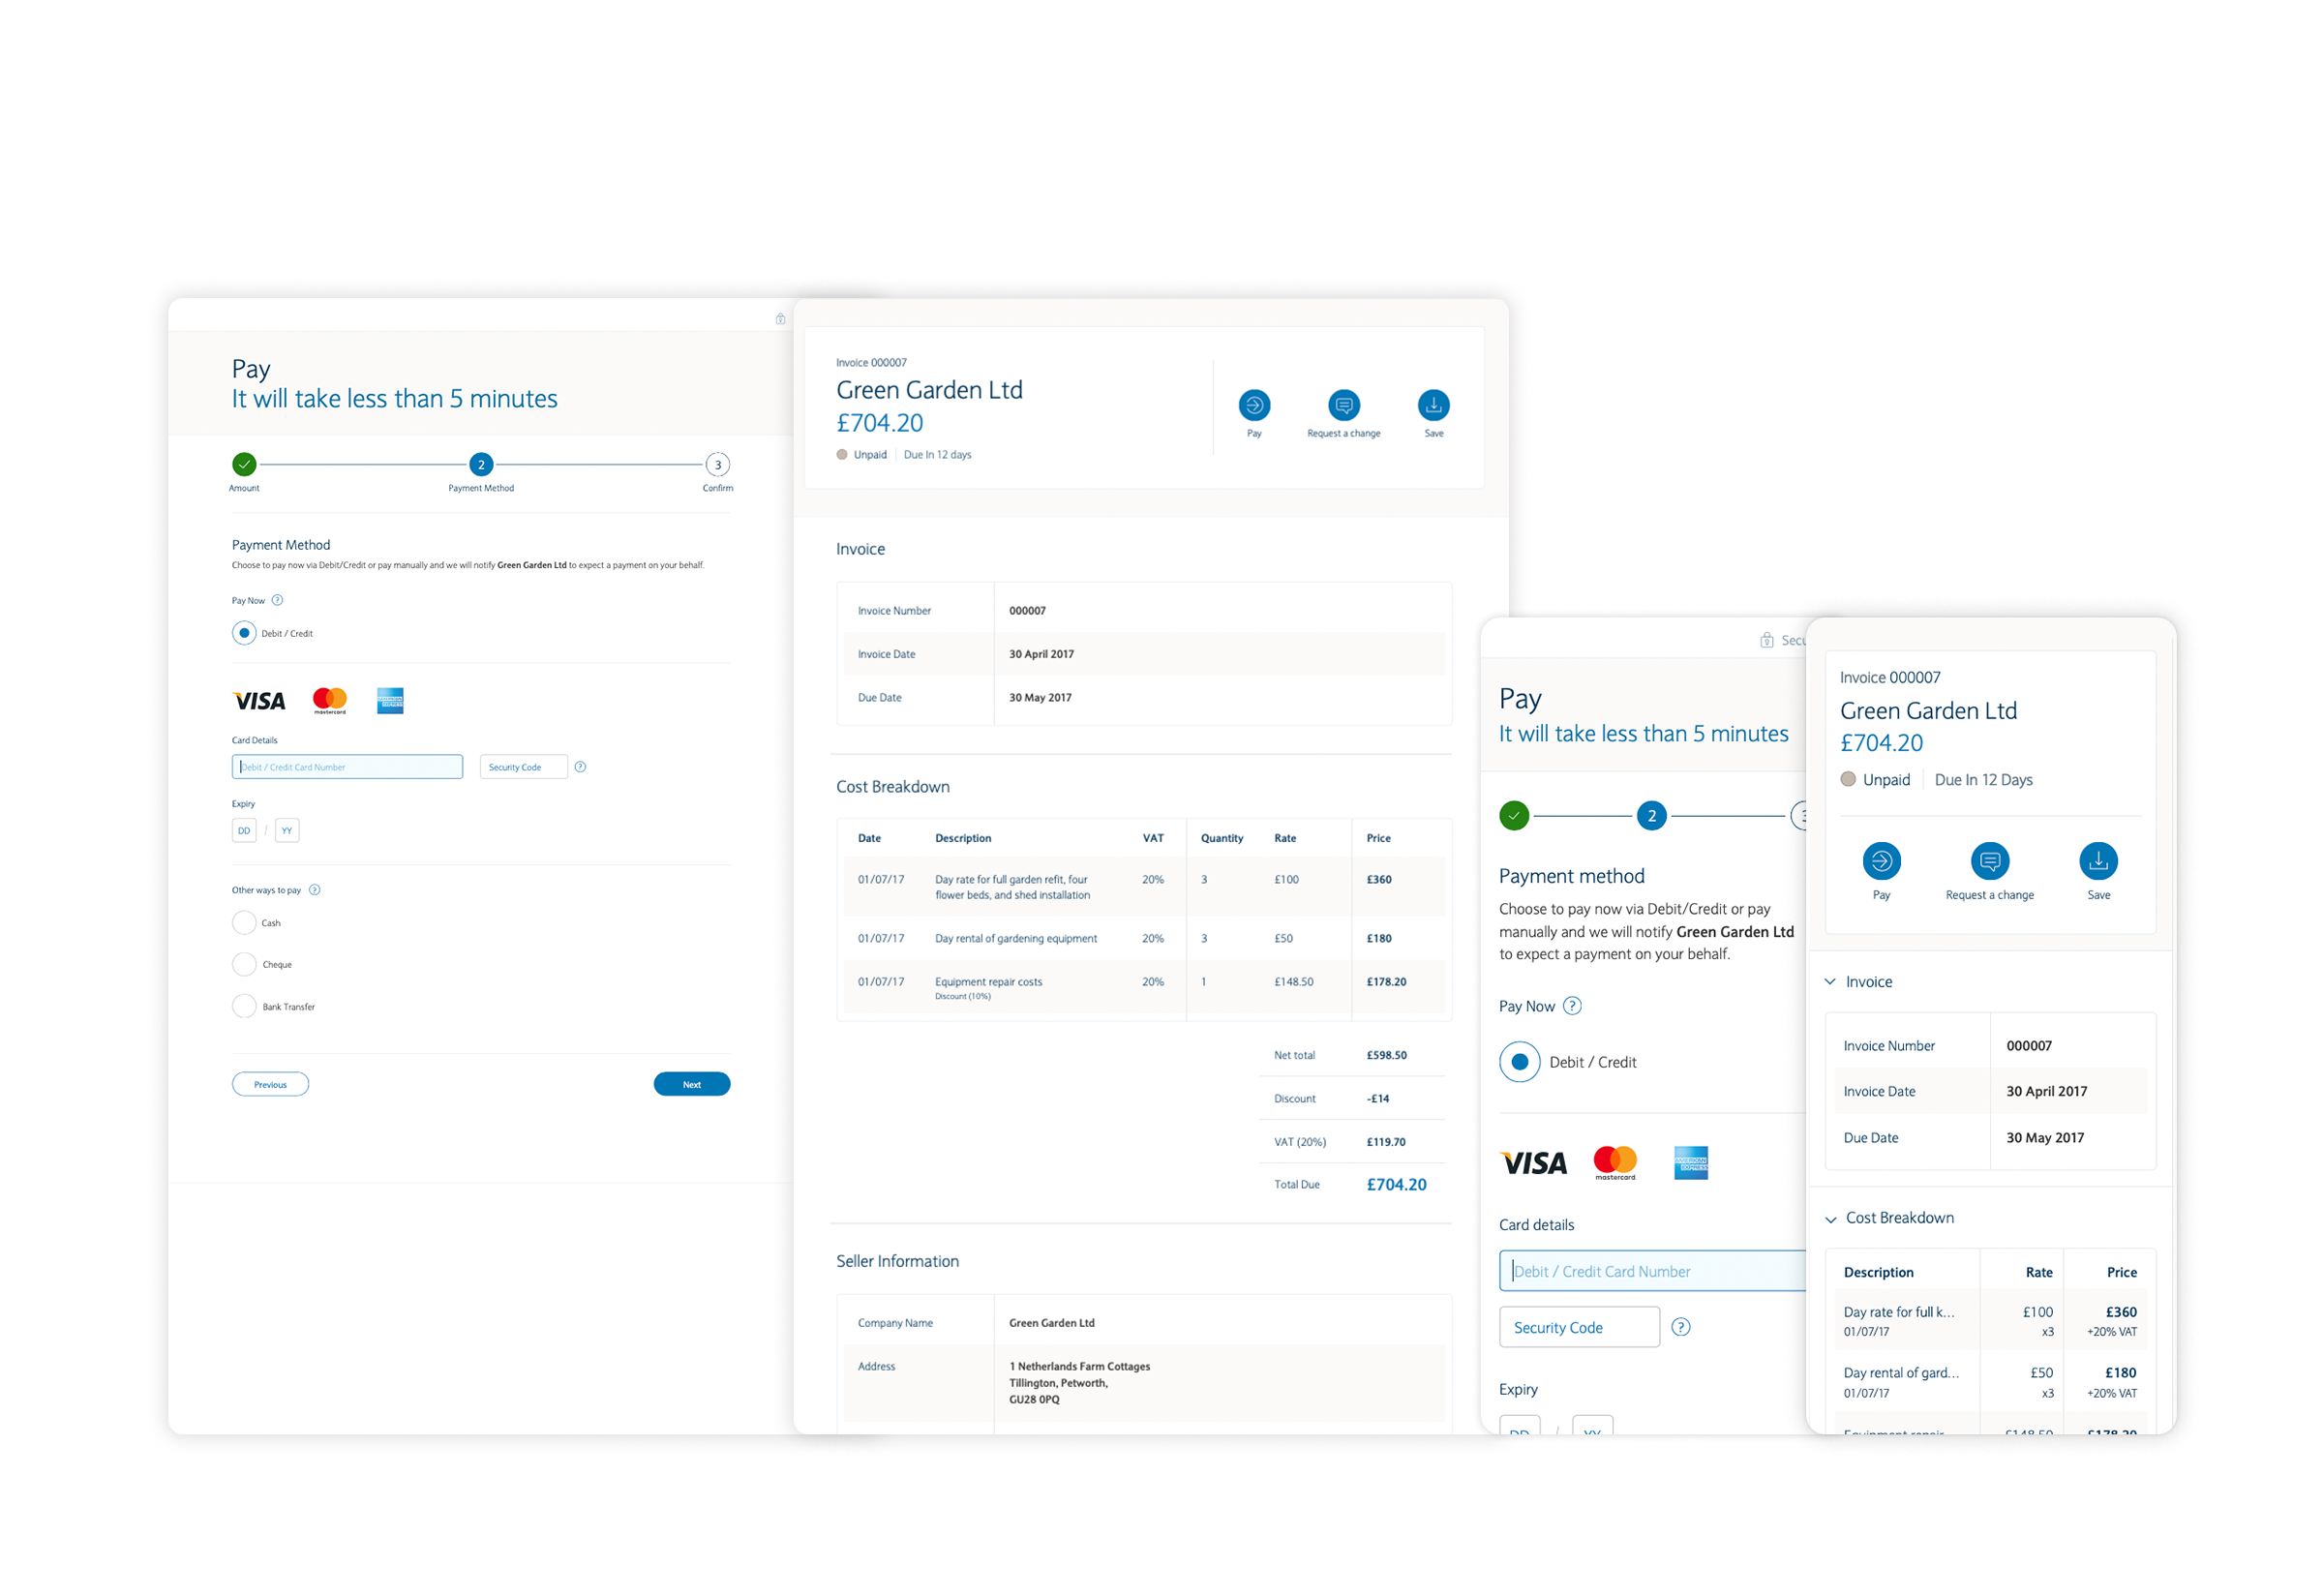 Pay
It will take less than 5 minutes
2
3
Amount
Payment Method
Confirm
Payment Method
Choose to pay now via Debit/Credit or pay manually and we will notify Green Garden Ltd to expect a payment on your behalf.
Pay Now ?
Debit / Credit
VISA
mastercard
AMERICAN EXPRESS
Card Details
Debit / Credit Card Number
Security Code
?
Expiry
DD / YY
Other ways to pay ?
Cash
Cheque
Bank Transfer
Previous
Next
Invoice 000007
Green Garden Ltd
£704.20
Unpaid
Due In 12 days
Pay
Request a change
Save
Invoice
Invoice Number 000007
Invoice Date 30 April 2017
Due Date 30 May 2017
Cost Breakdown
Date Description VAT Quantity Rate Price
01/07/17 Day rate for full garden refit, four 20% 3 £100 £360
flower beds, and shed installation
01/07/17 Day rental of gardening equipment 20% 3 £50 £180
01/07/17 Equipment repair costs 20% 1 £148.50 £178.20
Discount (10%)
Net total £598.50
Discount -£14
VAT (20%) £119.70
Total Due £704.20
Seller Information
Company Name Green Garden Ltd
Address 1 Netherlands Farm Cottages
Tillington, Petworth,
GU28 0PQ
Secu
Pay
It will take less than 5 minutes
2
3
Payment method
Choose to pay now via Debit/Credit or pay
manually and we will notify Green Garden Ltd
to expect a payment on your behalf.
Pay Now ?
Debit / Credit
VISA
mastercard
AMERICAN EXPRESS
Card details
Debit / Credit Card Number
Security Code
?
Expiry
DD / YY
Invoice 000007
Green Garden Ltd
£704.20
Unpaid
Due In 12 Days
Pay
Request a change
Save
Invoice
Invoice Number 000007
Invoice Date 30 April 2017
Due Date 30 May 2017
Cost Breakdown
Description Rate Price
Day rate for full k... £100 £360
01/07/17 x3 +20% VAT
Day rental of gard... £50 £180
01/07/17 x3 +20% VAT
Equipment repair £148.50 £178.20